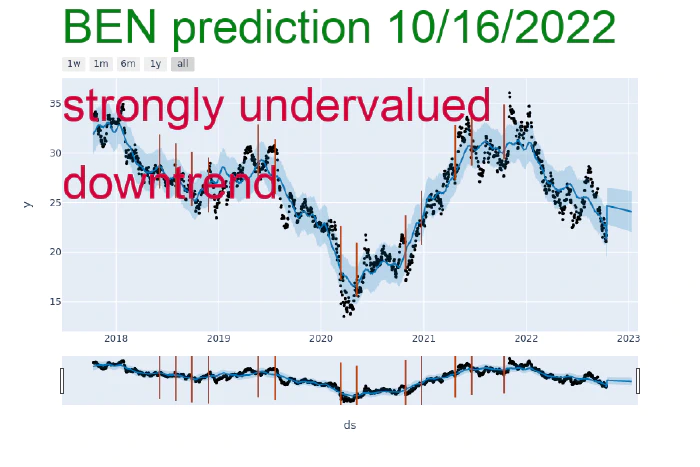 BEN prediction 10/16/2022
1w 1m 6m 1y all
strongly undervalued
downtrend
35
30
25
20
15
y
2018 2019 2020 2021 2022 2023
ds